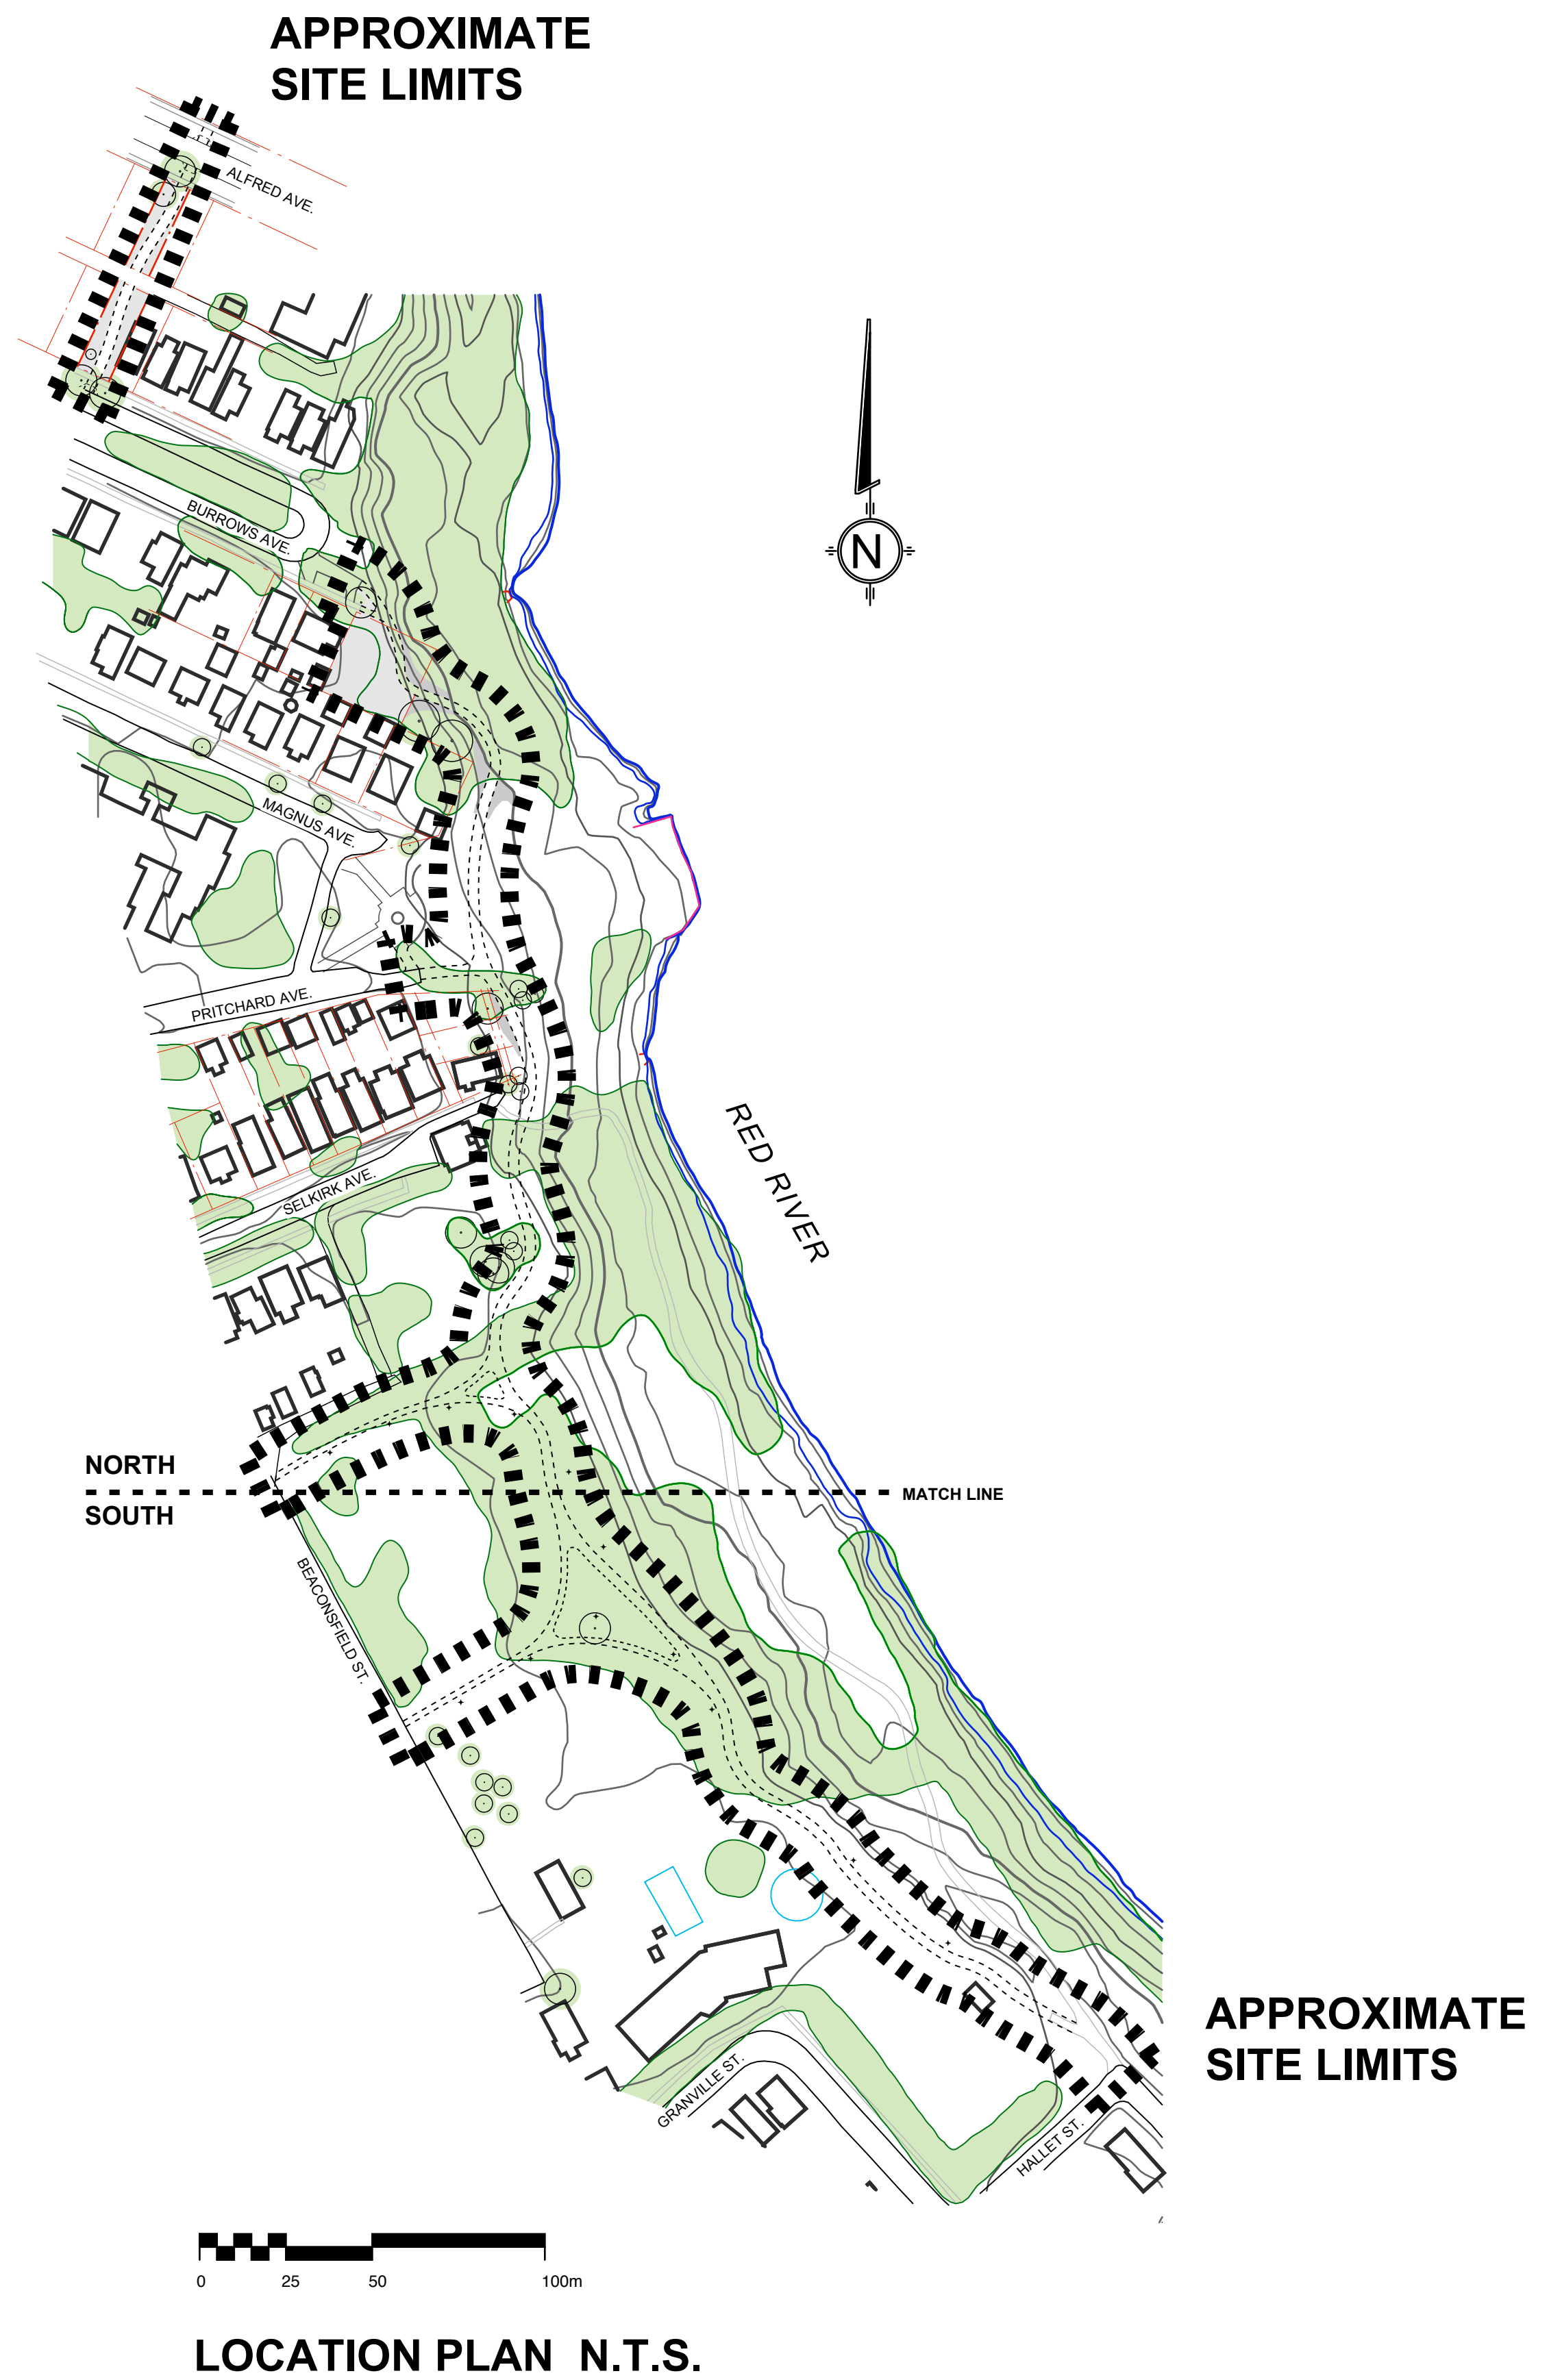 APPROXIMATE
SITE LIMITS
ALFRED AVE.
BURROWS AVE.
N
MAGNUS AVE.
PRITCHARD AVE.
RED RIVER
SELKIRK AVE.
NORTH
MATCH LINE
SOUTH
BEACONSFIELD ST.
APPROXIMATE
SITE LIMITS
GRANVILLE ST.
HALLET ST.
0 25 50 100m
LOCATION PLAN N.T.S.